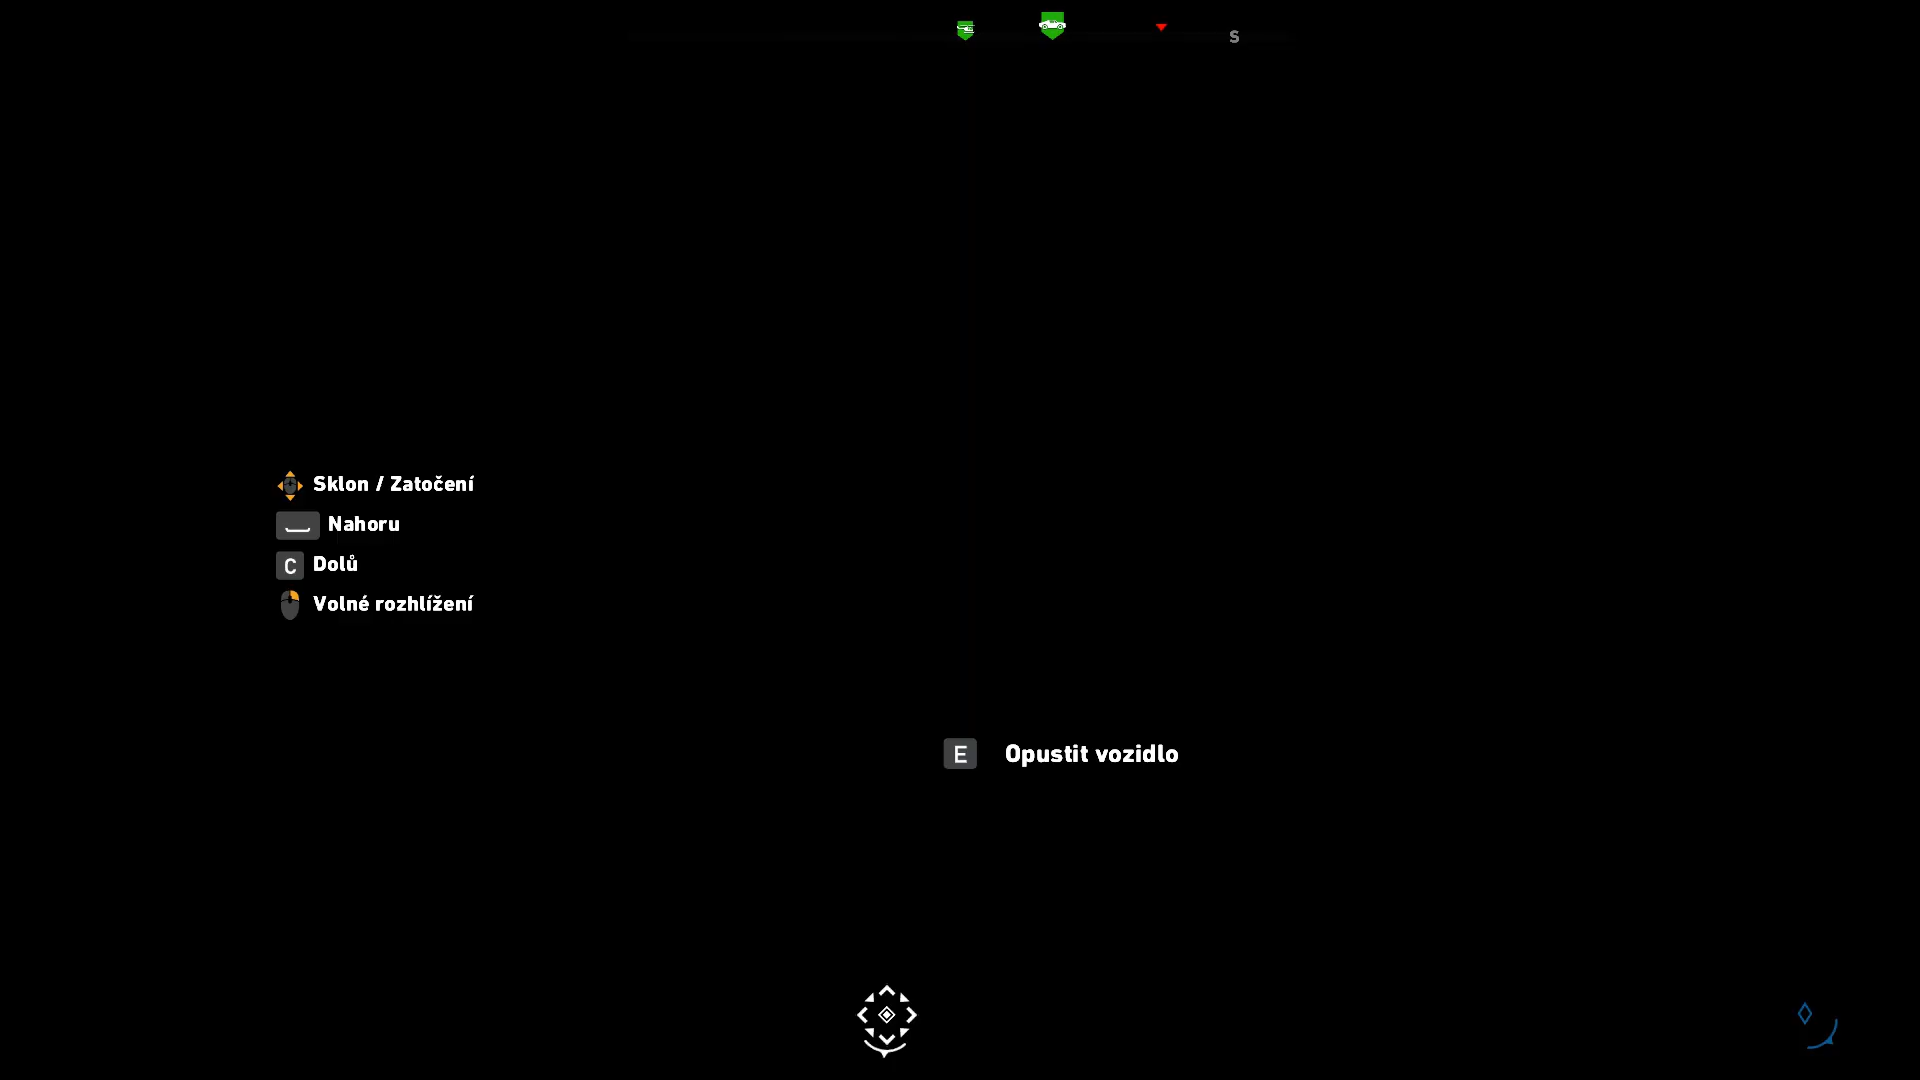 S
Sklon / Zatočení
Nahoru
C Dolů
Volné rozhlížení
E Opustit vozidlo